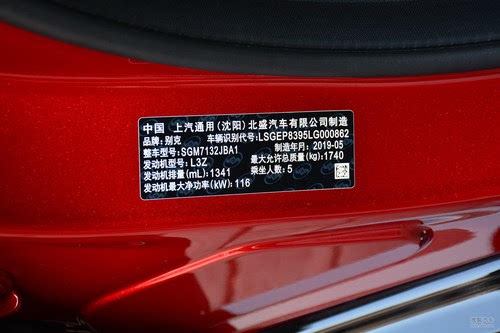 中国 上汽通用(沈阳)北盛汽车有限公司制造
品牌:别克 车辆识别代号:LSGEP8395LG000862
整车型号:SGM7132JBA1 制造年月:2019-05
发动机型号:L3Z 最大允许总质量(kg):1740
发动机排量(mL):1341 乘坐人数:5
发动机最大净功率(kW):116